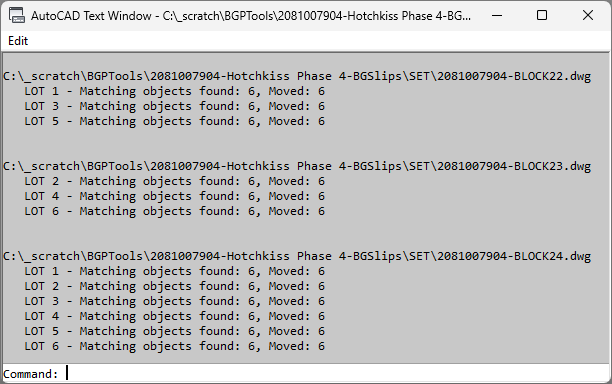 AutoCAD Text Window - C:\_scratch\BGPTools\2081007904-Hotchkiss Phase 4-BG...
Edit
C:\_scratch\BGPTools\2081007904-Hotchkiss Phase 4-BGSlips\SET\2081007904-BLOCK22.dwg
LOT 1 - Matching objects found: 6, Moved: 6
LOT 3 - Matching objects found: 6, Moved: 6
LOT 5 - Matching objects found: 6, Moved: 6
C:\_scratch\BGPTools\2081007904-Hotchkiss Phase 4-BGSlips\SET\2081007904-BLOCK23.dwg
LOT 2 - Matching objects found: 6, Moved: 6
LOT 4 - Matching objects found: 6, Moved: 6
LOT 6 - Matching objects found: 6, Moved: 6
C:\_scratch\BGPTools\2081007904-Hotchkiss Phase 4-BGSlips\SET\2081007904-BLOCK24.dwg
LOT 1 - Matching objects found: 6, Moved: 6
LOT 2 - Matching objects found: 6, Moved: 6
LOT 3 - Matching objects found: 6, Moved: 6
LOT 4 - Matching objects found: 6, Moved: 6
LOT 5 - Matching objects found: 6, Moved: 6
LOT 6 - Matching objects found: 6, Moved: 6
Command: